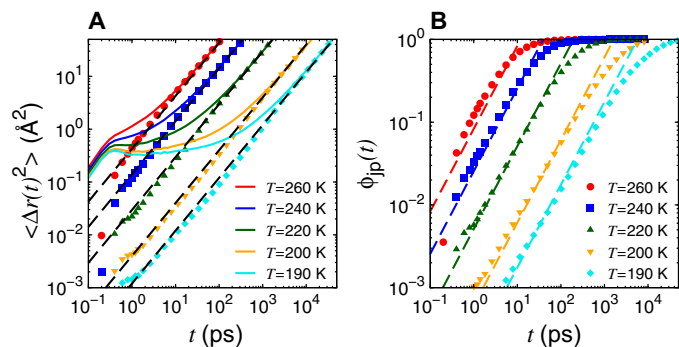 A
B
<Δr(t)²> (Å²)
10¹
10⁰
10⁻¹
10⁻²
10⁻³
T=260 K
T=240 K
T=220 K
T=200 K
T=190 K
10⁻¹ 10⁰ 10¹ 10² 10³ 10⁴
t (ps)
ϕjp(t)
10⁰
10⁻¹
10⁻²
10⁻³
T=260 K
T=240 K
T=220 K
T=200 K
T=190 K
10⁻¹ 10⁰ 10¹ 10² 10³ 10⁴
t (ps)